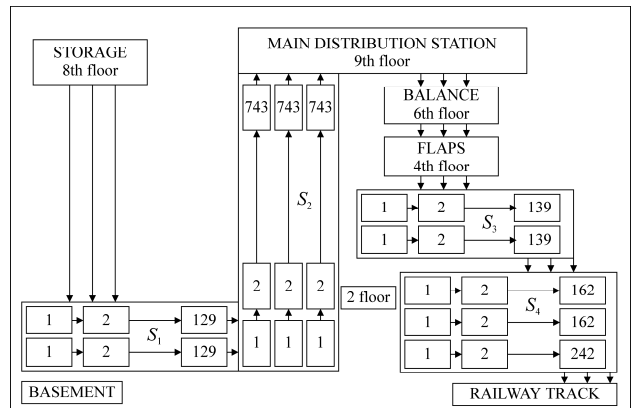 STORAGE
8th floor
MAIN DISTRIBUTION STATION
9th floor
743 743 743
BALANCE
6th floor
FLAPS
4th floor
S2
1 2 139
S3
1 2 139
2 2 2
2 floor
1 2 162
S4
1 2 162
1 2 242
1 2 129
S1
1 2 129
1 1 1
BASEMENT
RAILWAY TRACK